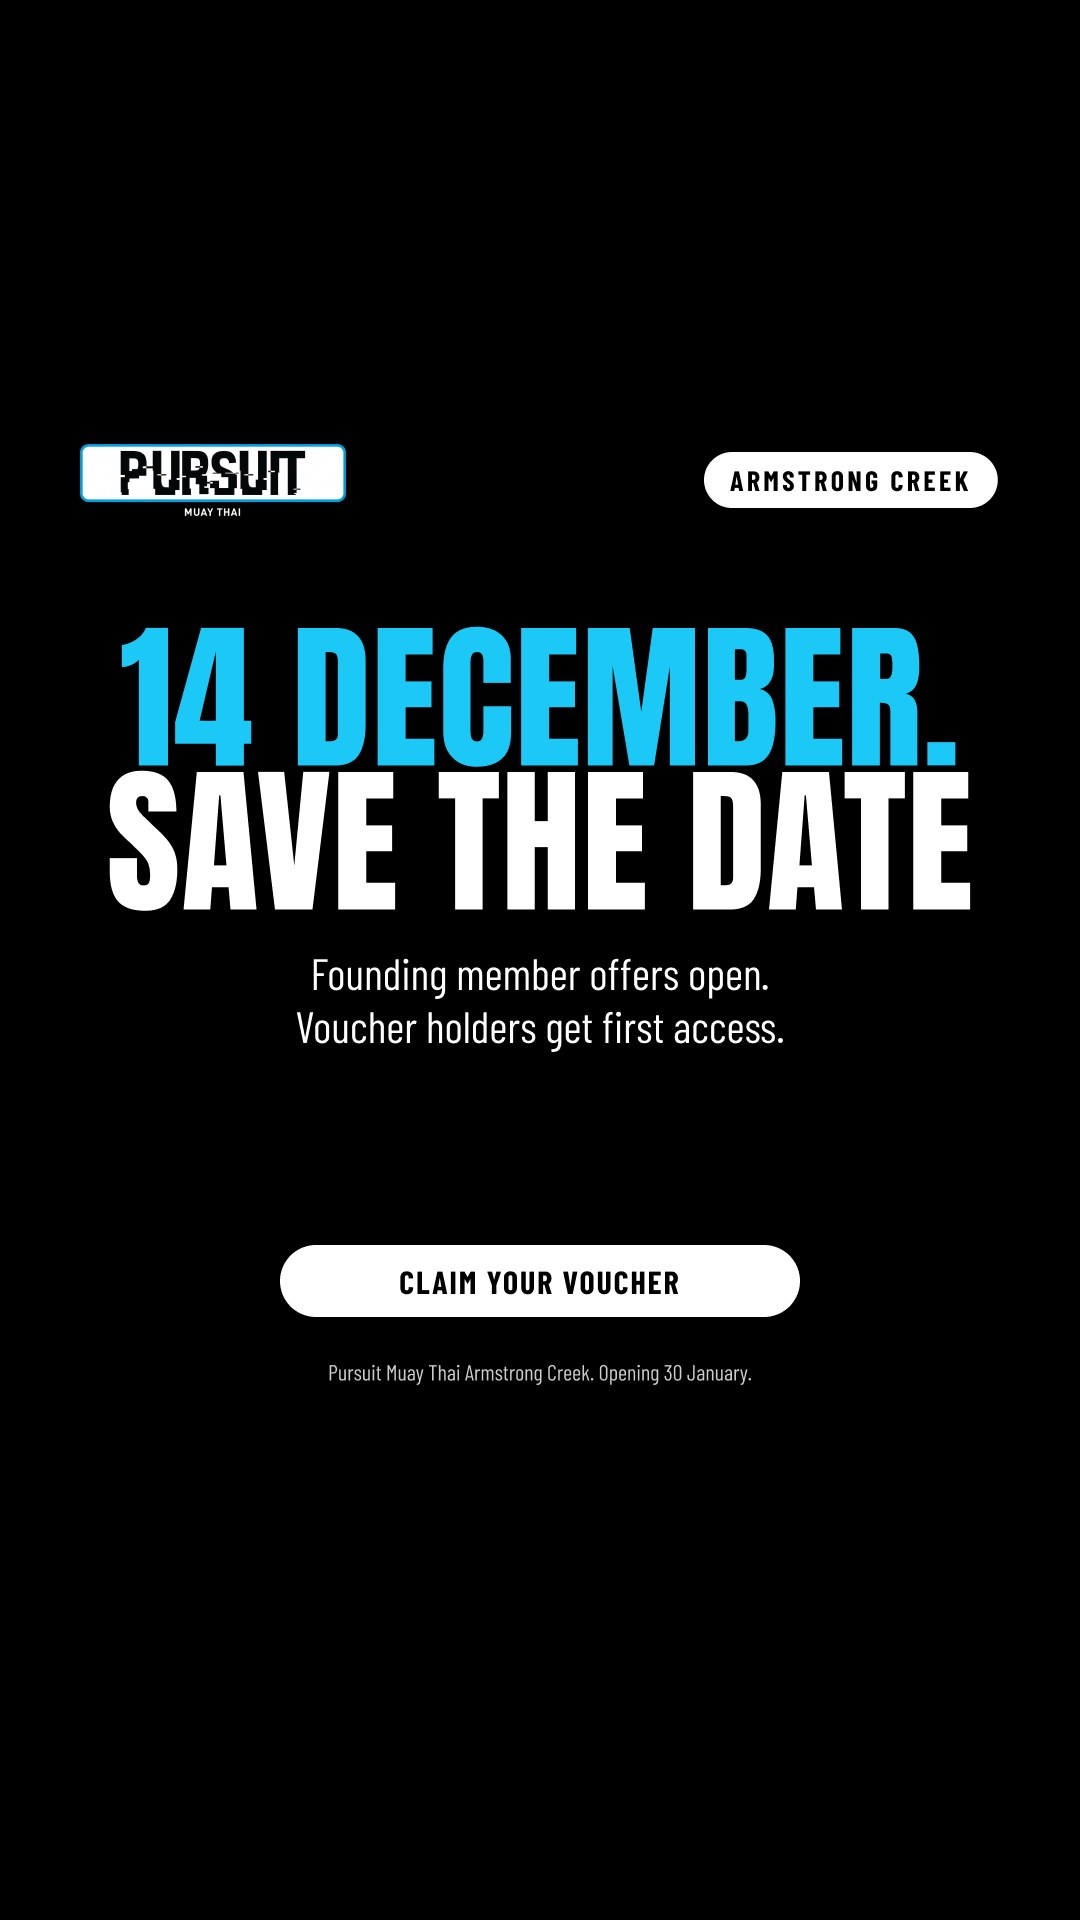 PURSUIT
MUAY THAI
ARMSTRONG CREEK
14 DECEMBER.
SAVE THE DATE
Founding member offers open.
Voucher holders get first access.
CLAIM YOUR VOUCHER
Pursuit Muay Thai Armstrong Creek. Opening 30 January.